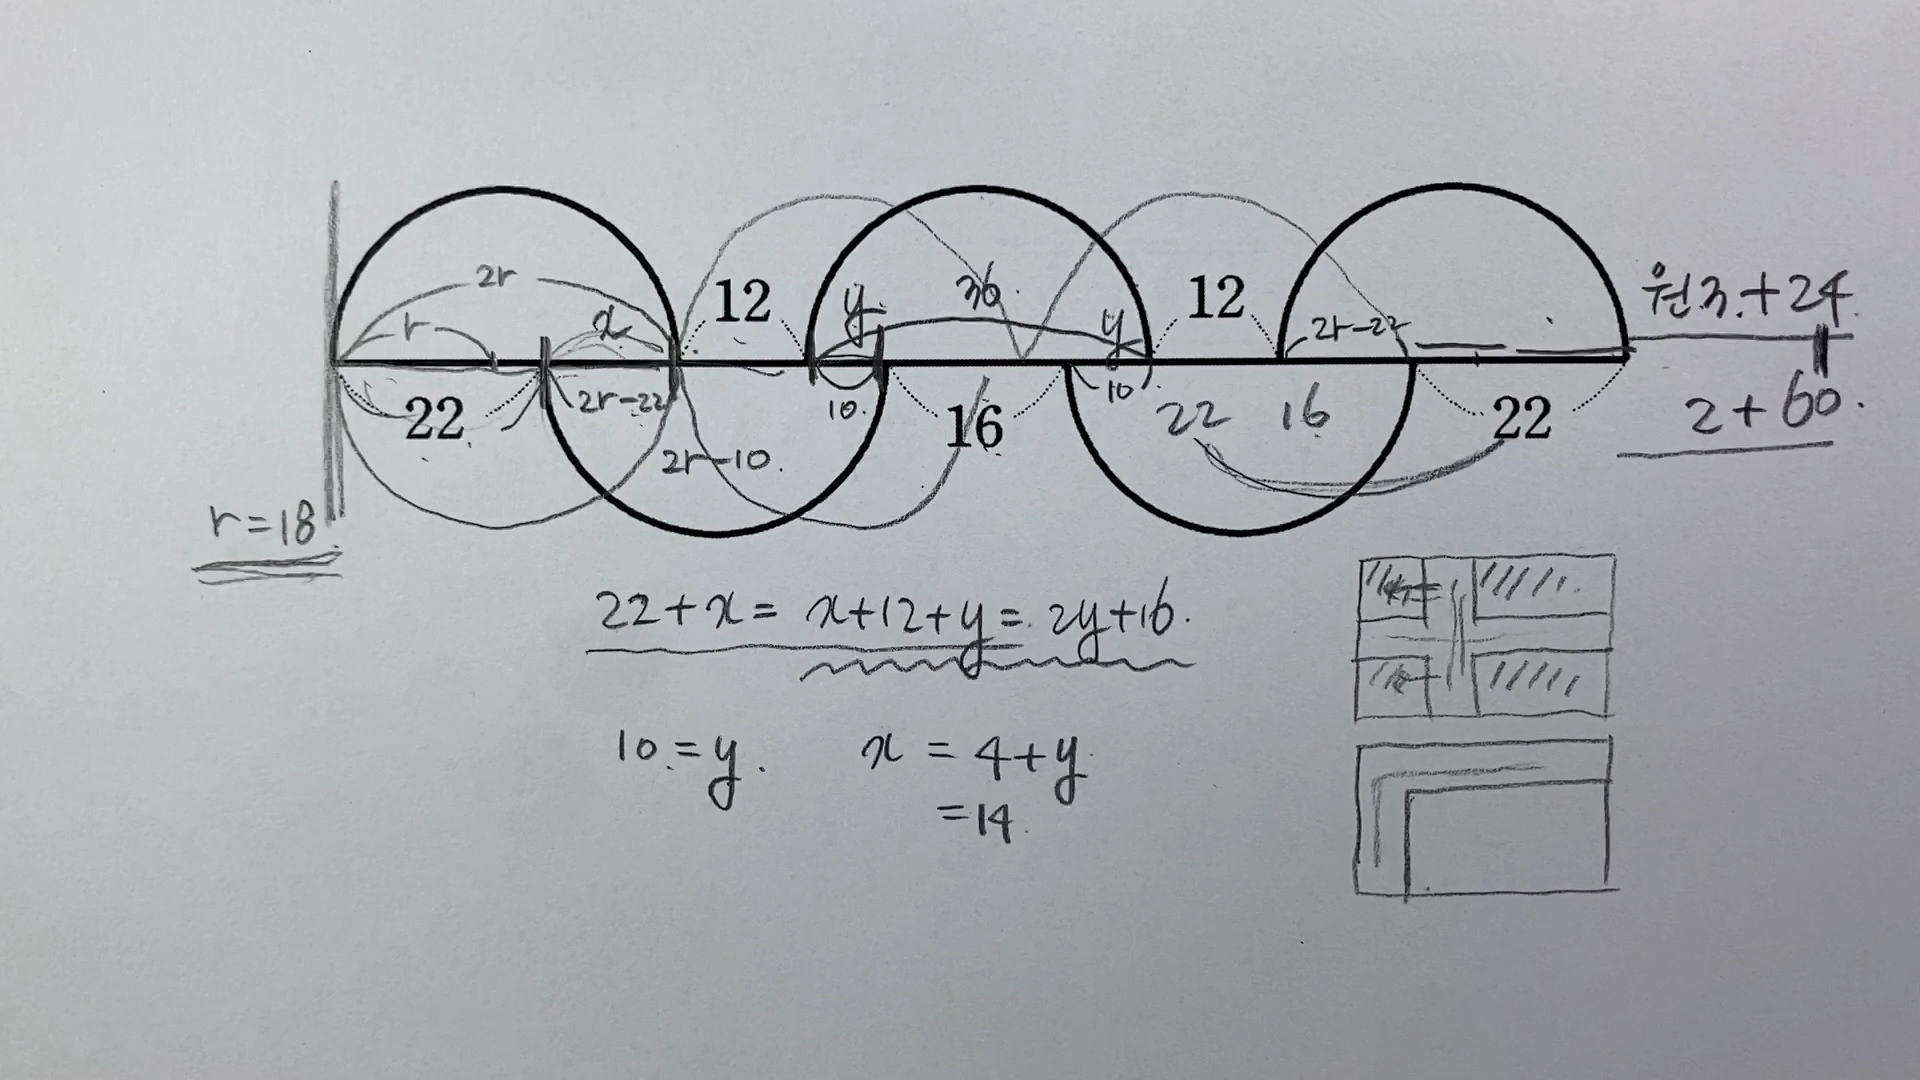 2r
r
x
12
y
36
y
12
2r-22
원3.+24.
22
2r-22
10
16
10
22
16
22
2+60.
2r-10.
r=18
22+x= x+12+y= 2y+16.
10=y.
x = 4+y
=14.